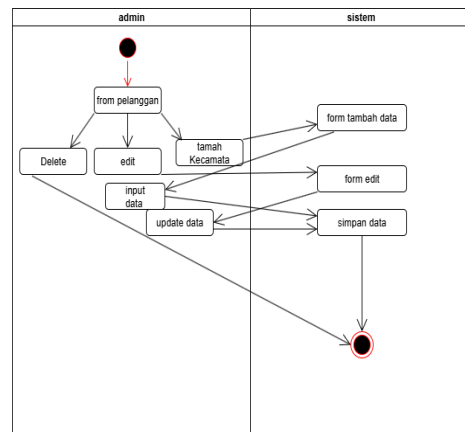 admin
sistem
from pelanggan
form tambah data
tamah
Kecamata
Delete
edit
form edit
input
data
update data
simpan data